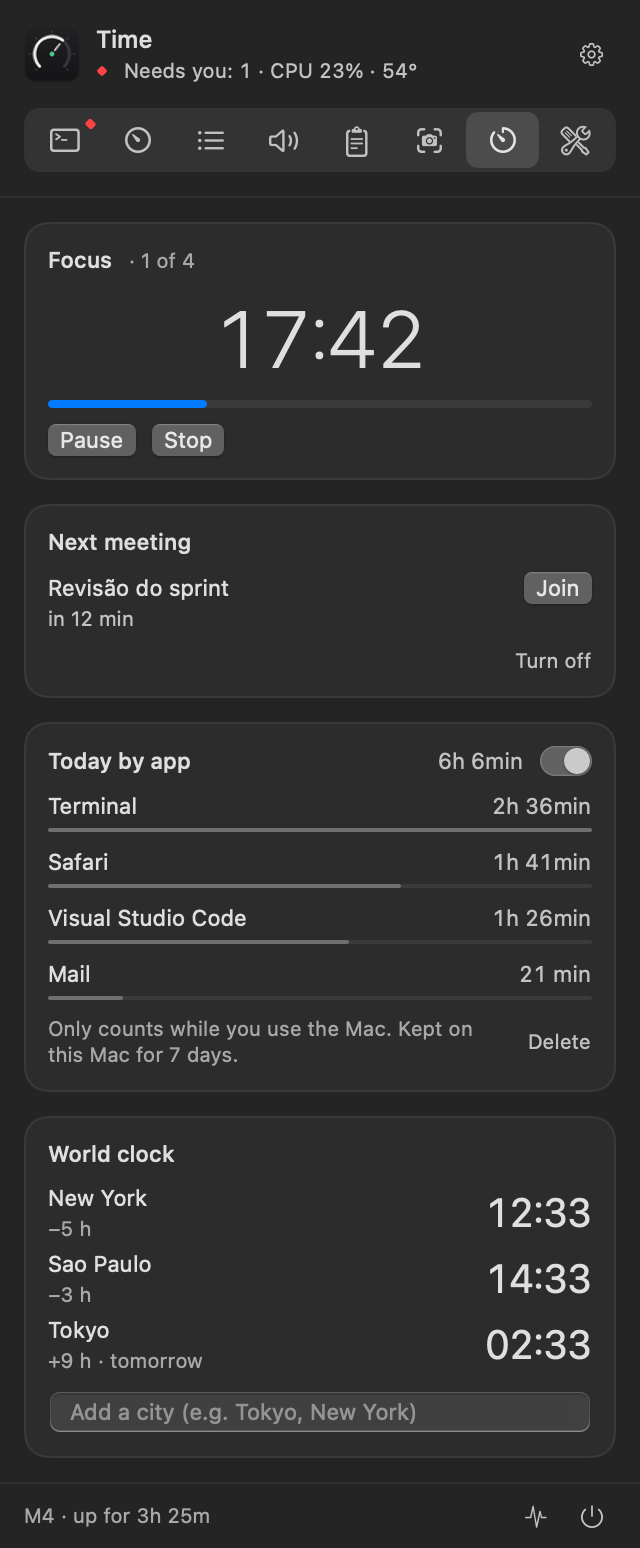 Time
Needs you: 1 · CPU 23% · 54°
Focus · 1 of 4
17:42
Pause Stop
Next meeting
Revisão do sprint Join
in 12 min
Turn off
Today by app 6h 6min
Terminal 2h 36min
Safari 1h 41min
Visual Studio Code 1h 26min
Mail 21 min
Only counts while you use the Mac. Kept on
this Mac for 7 days.
Delete
World clock
New York 12:33
–5 h
Sao Paulo 14:33
–3 h
Tokyo 02:33
+9 h · tomorrow
Add a city (e.g. Tokyo, New York)
M4 · up for 3h 25m